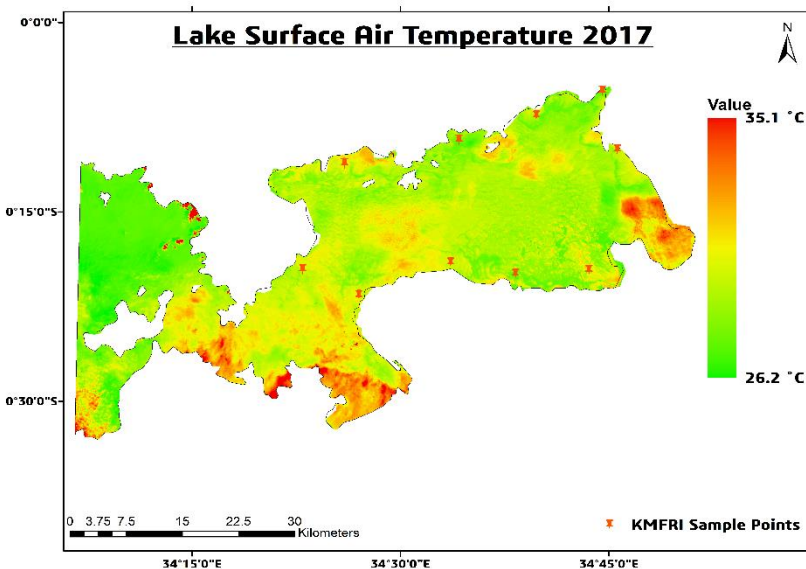 Lake Surface Air Temperature 2017
N
0°0'0"
0°15'0"S
0°30'0"S
Value
35.1 °C
26.2 °C
0 3.75 7.5 15 22.5 30
Kilometers
KMFRI Sample Points
34°15'0"E 34°30'0"E 34°45'0"E